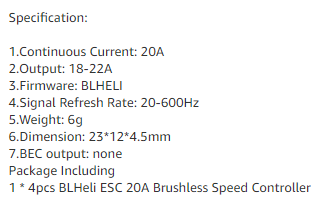 Specification:
1.Continuous Current: 20A
2.Output: 18-22A
3.Firmware: BLHELI
4.Signal Refresh Rate: 20-600Hz
5.Weight: 6g
6.Dimension: 23*12*4.5mm
7.BEC output: none
Package Including
1 * 4pcs BLHeli ESC 20A Brushless Speed Controller